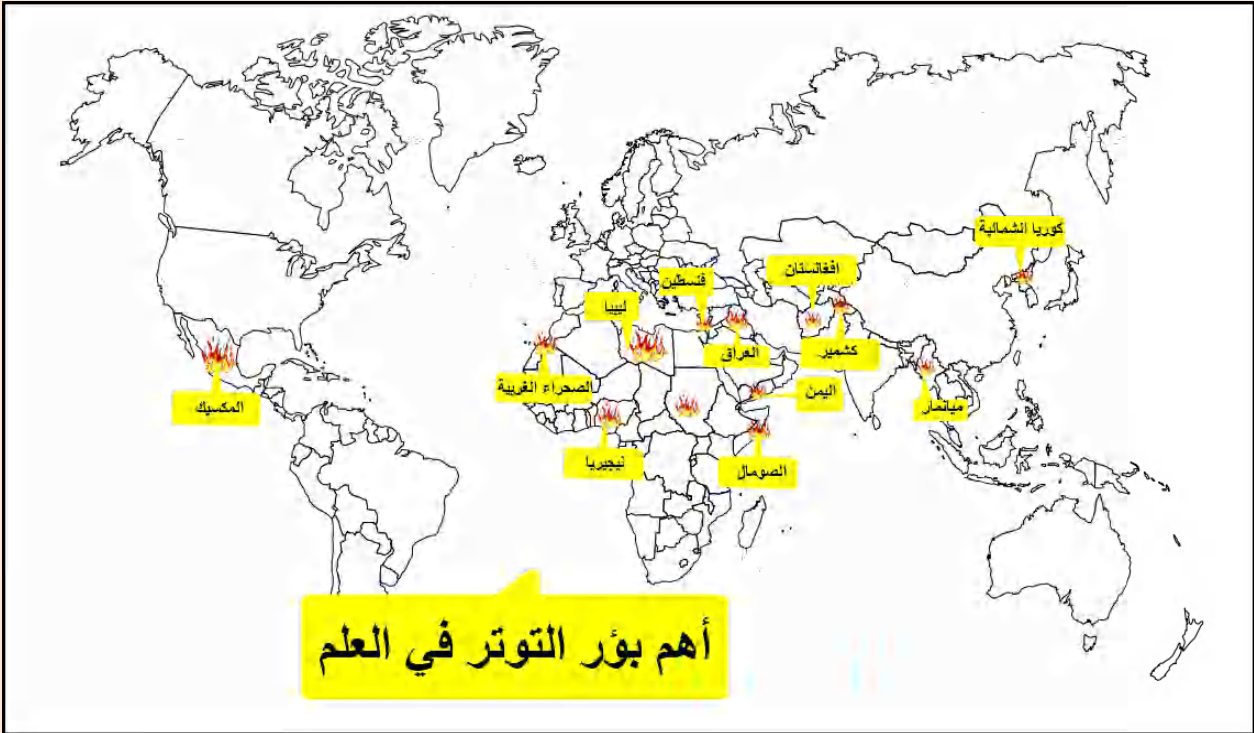 كوريا الشمالية
افغانستان
فلسطين
ليبيا
كشمير
العراق
الصحراء الغربية
اليمن
المكسيك
ميانمار
نيجيريا
الصومال
أهم بؤر التوتر في العلم